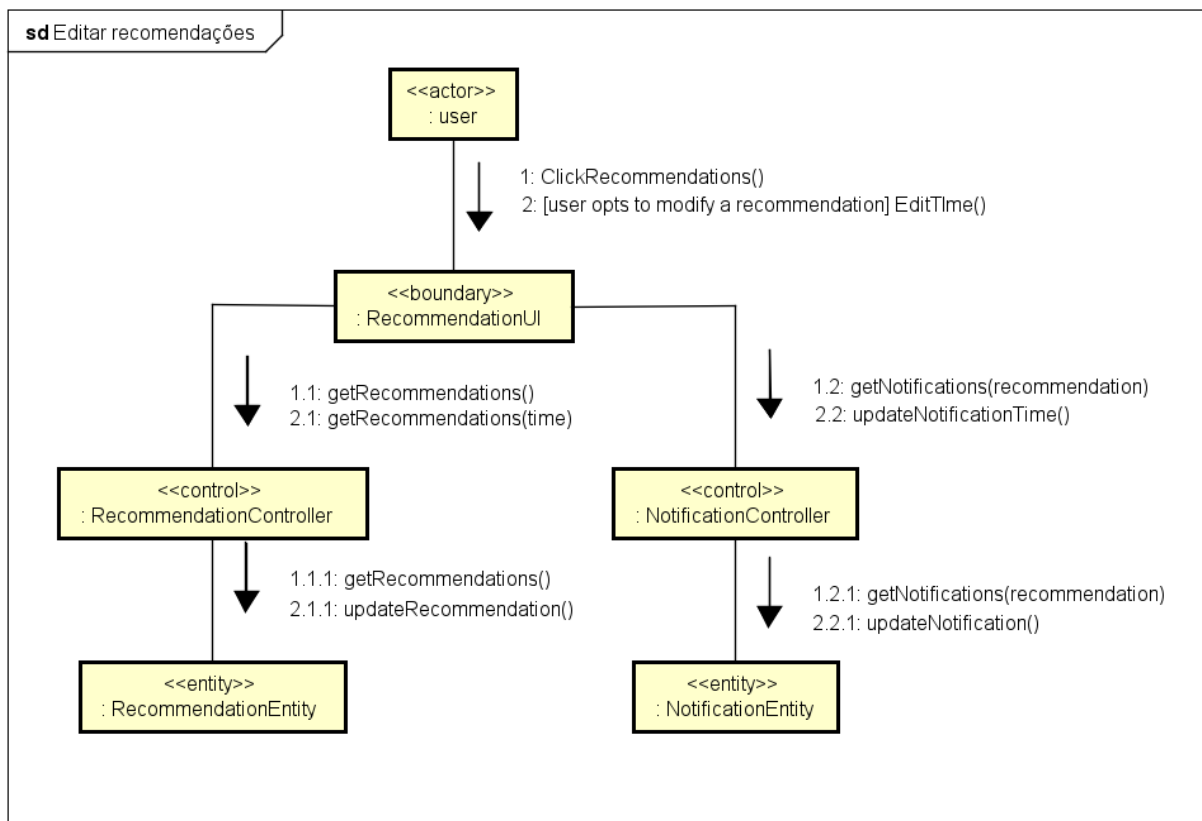 sd Editar recomendações
<<actor>>
: user
1: ClickRecommendations()
2: [user opts to modify a recommendation] EditTIme()
<<boundary>>
: RecommendationUI
1.1: getRecommendations()
2.1: getRecommendations(time)
1.2: getNotifications(recommendation)
2.2: updateNotificationTime()
<<control>>
: RecommendationController
<<control>>
: NotificationController
1.1.1: getRecommendations()
2.1.1: updateRecommendation()
1.2.1: getNotifications(recommendation)
2.2.1: updateNotification()
<<entity>>
: RecommendationEntity
<<entity>>
: NotificationEntity